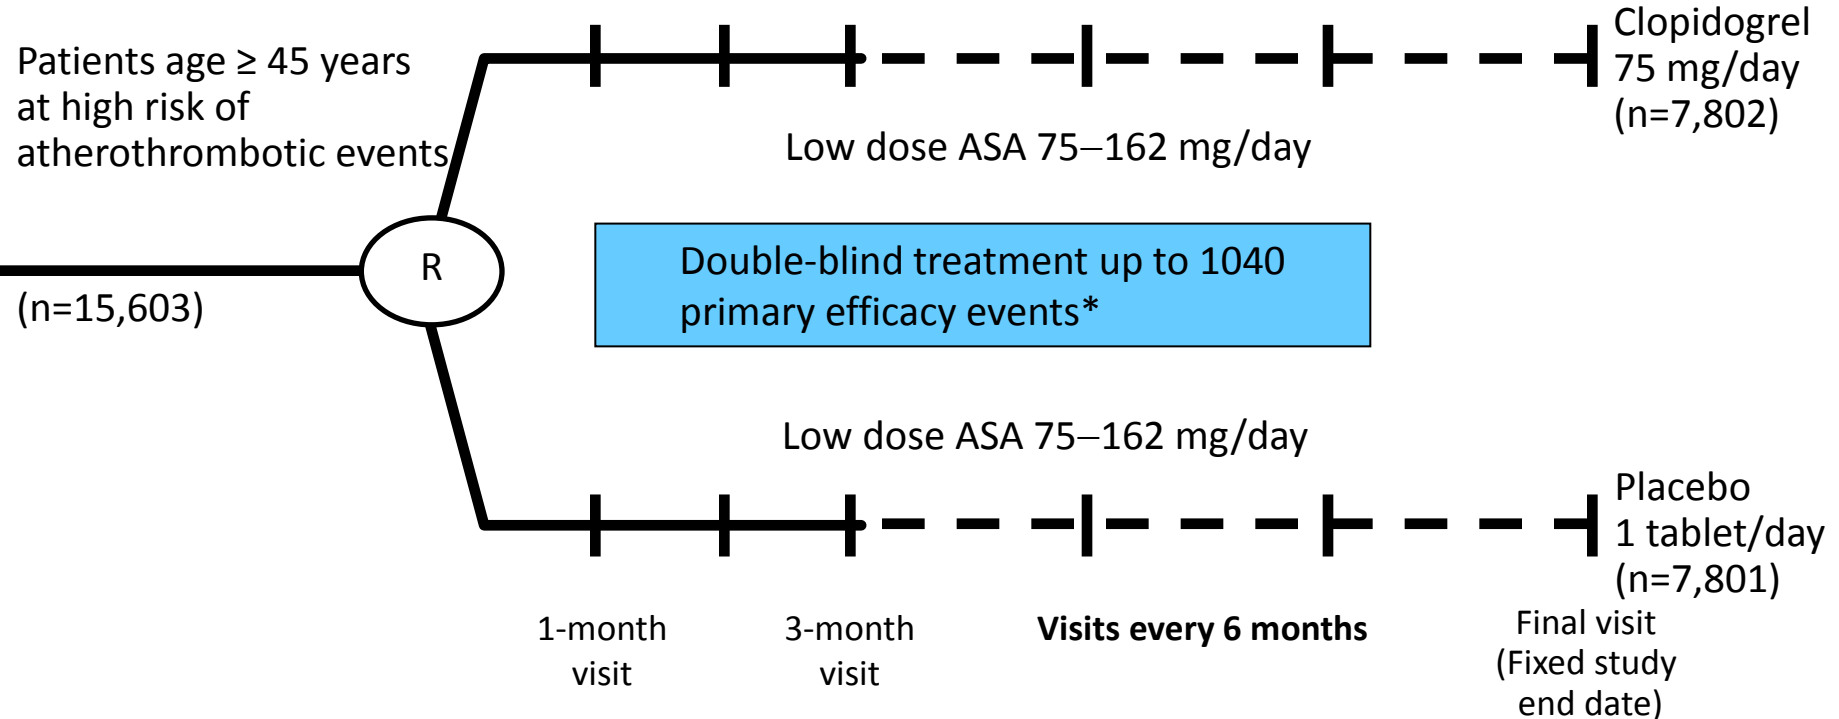 Patients age ≥ 45 years
at high risk of
atherothrombotic events
(n=15,603)
R
Clopidogrel
75 mg/day
(n=7,802)
Low dose ASA 75–162 mg/day
Double-blind treatment up to 1040
primary efficacy events*
Low dose ASA 75–162 mg/day
Placebo
1 tablet/day
(n=7,801)
1-month
visit
3-month
visit
Visits every 6 months
Final visit
(Fixed study
end date)